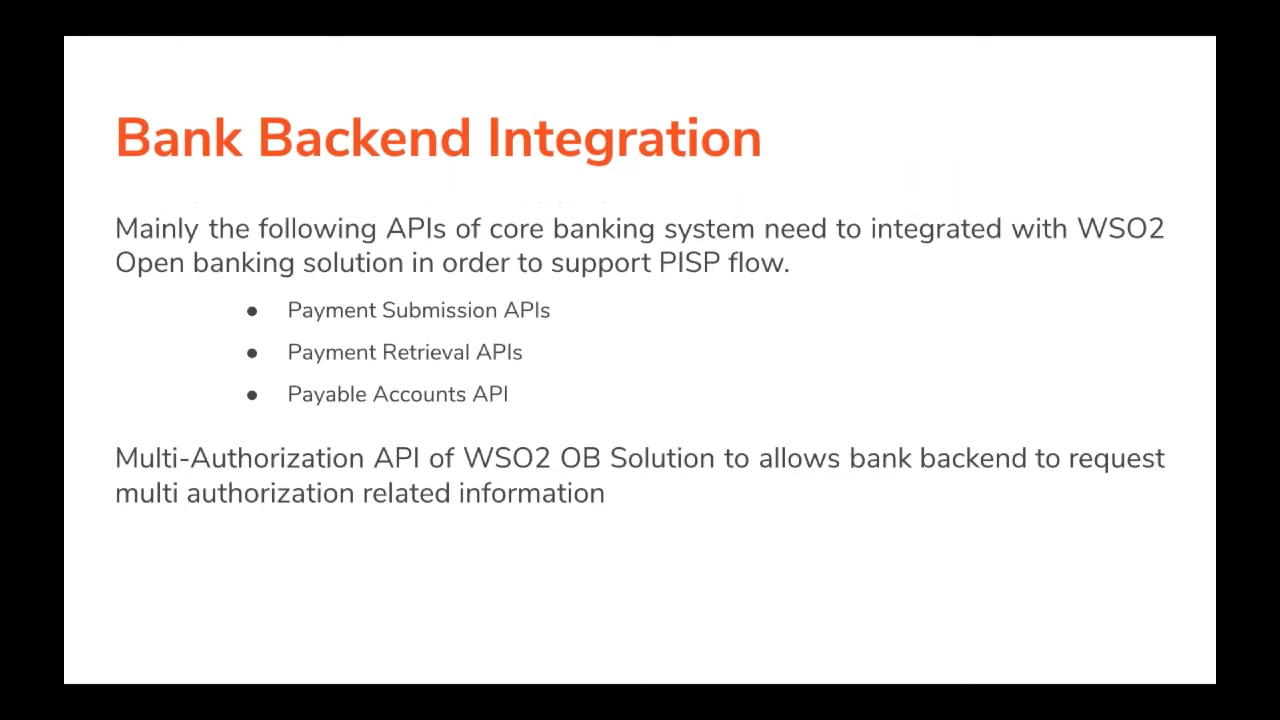 Bank Backend Integration
Mainly the following APIs of core banking system need to integrated with WSO2
Open banking solution in order to support PISP flow.
● Payment Submission APIs
● Payment Retrieval APIs
● Payable Accounts API
Multi-Authorization API of WSO2 OB Solution to allows bank backend to request
multi authorization related information